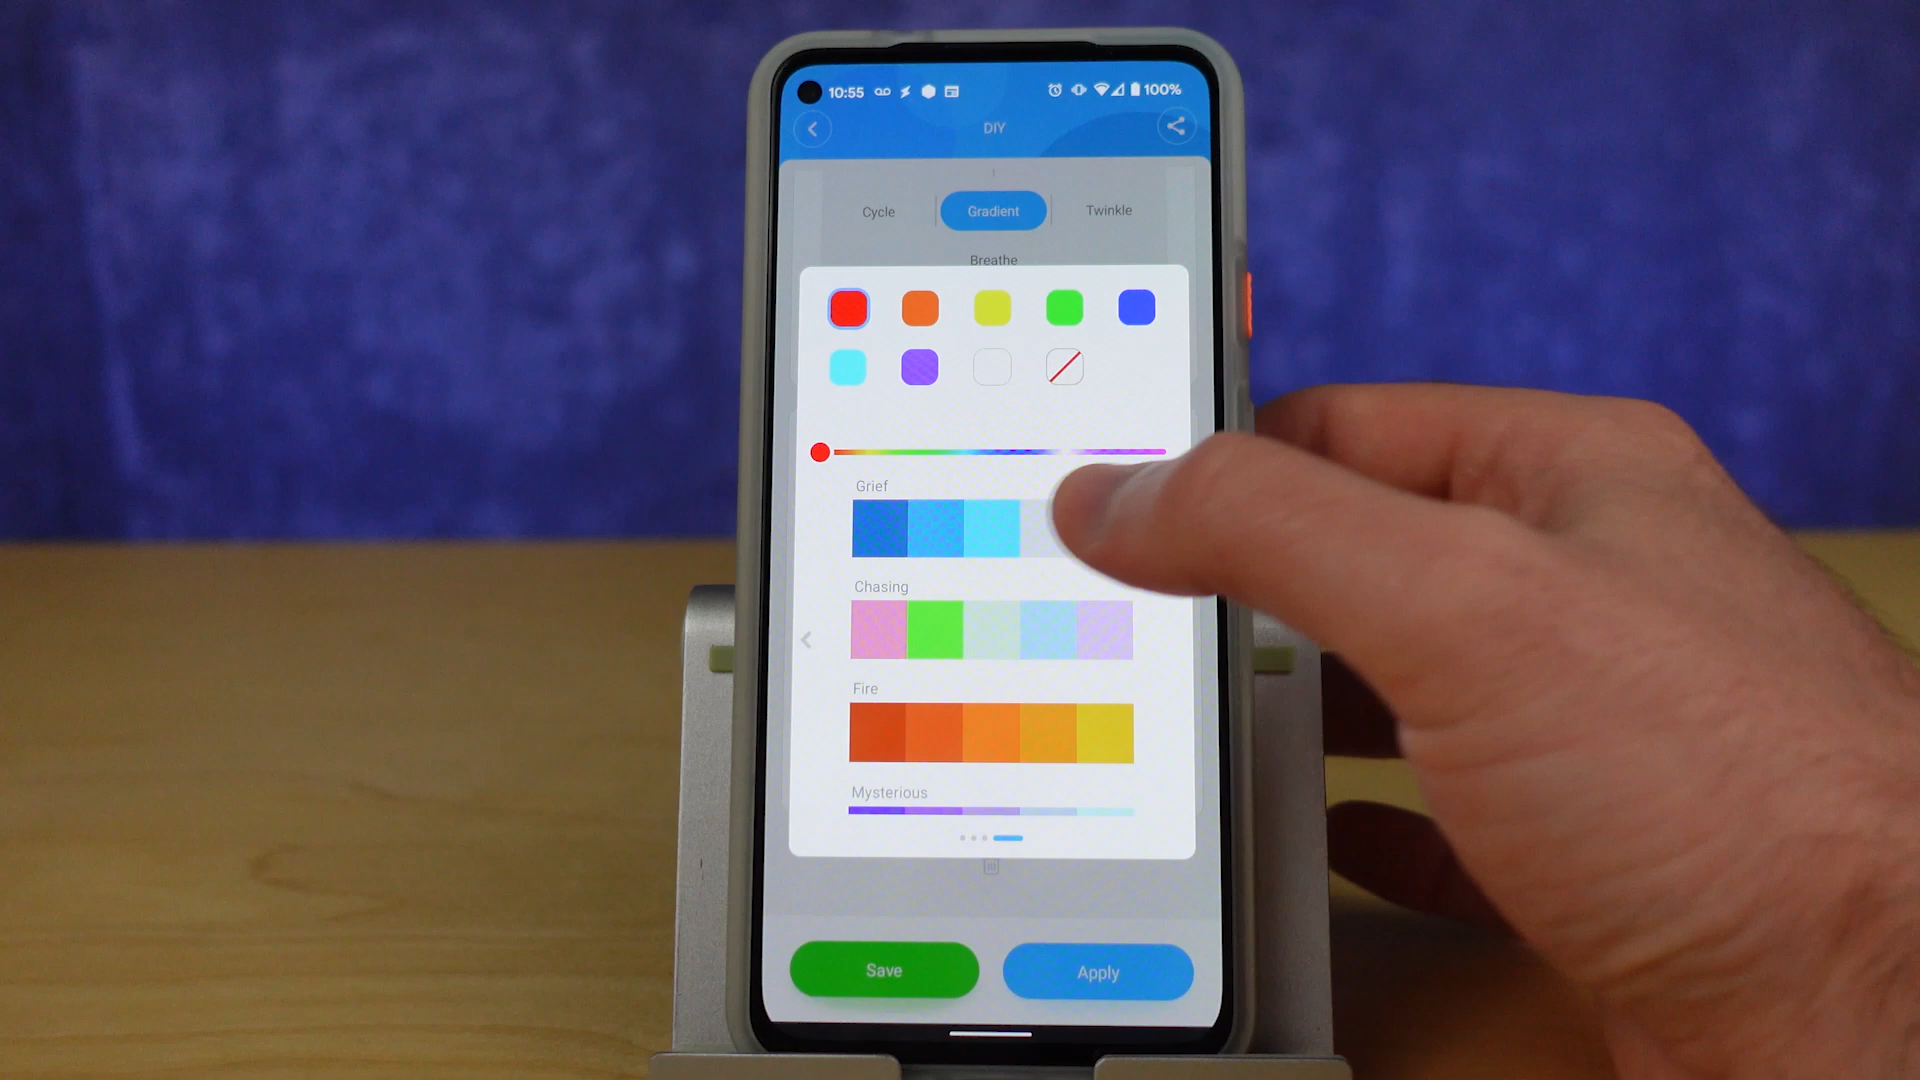 10:55 100%
DIY
Cycle Gradient Twinkle
Breathe
Grief
Chasing
Fire
Mysterious
Save Apply